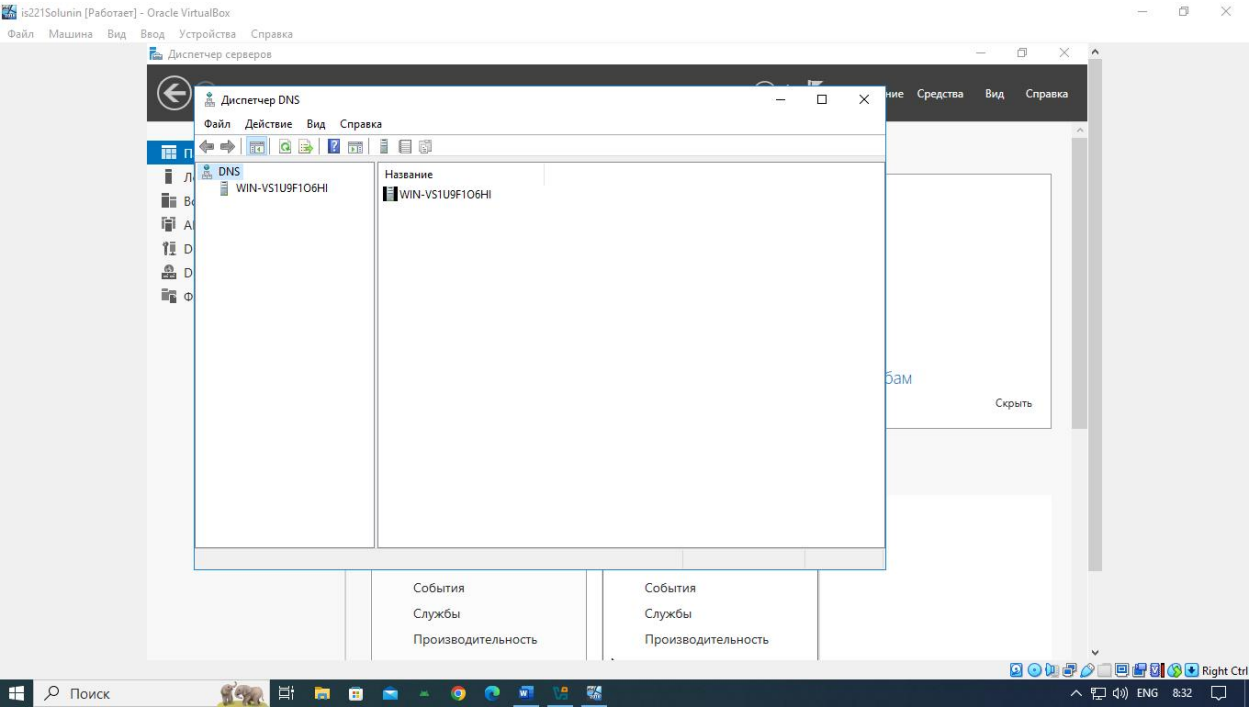 is221Solunin [Работает] - Oracle VirtualBox
Файл Машина Вид Ввод Устройства Справка
Диспетчер серверов
Средства Вид Справка
Диспетчер DNS
Файл Действие Вид Справка
DNS
WIN-VS1U9F1O6HI
Название
WIN-VS1U9F1O6HI
Скрыть
События
Службы
Производительность
События
Службы
Производительность
Right Ctrl
Поиск
ENG 8:32